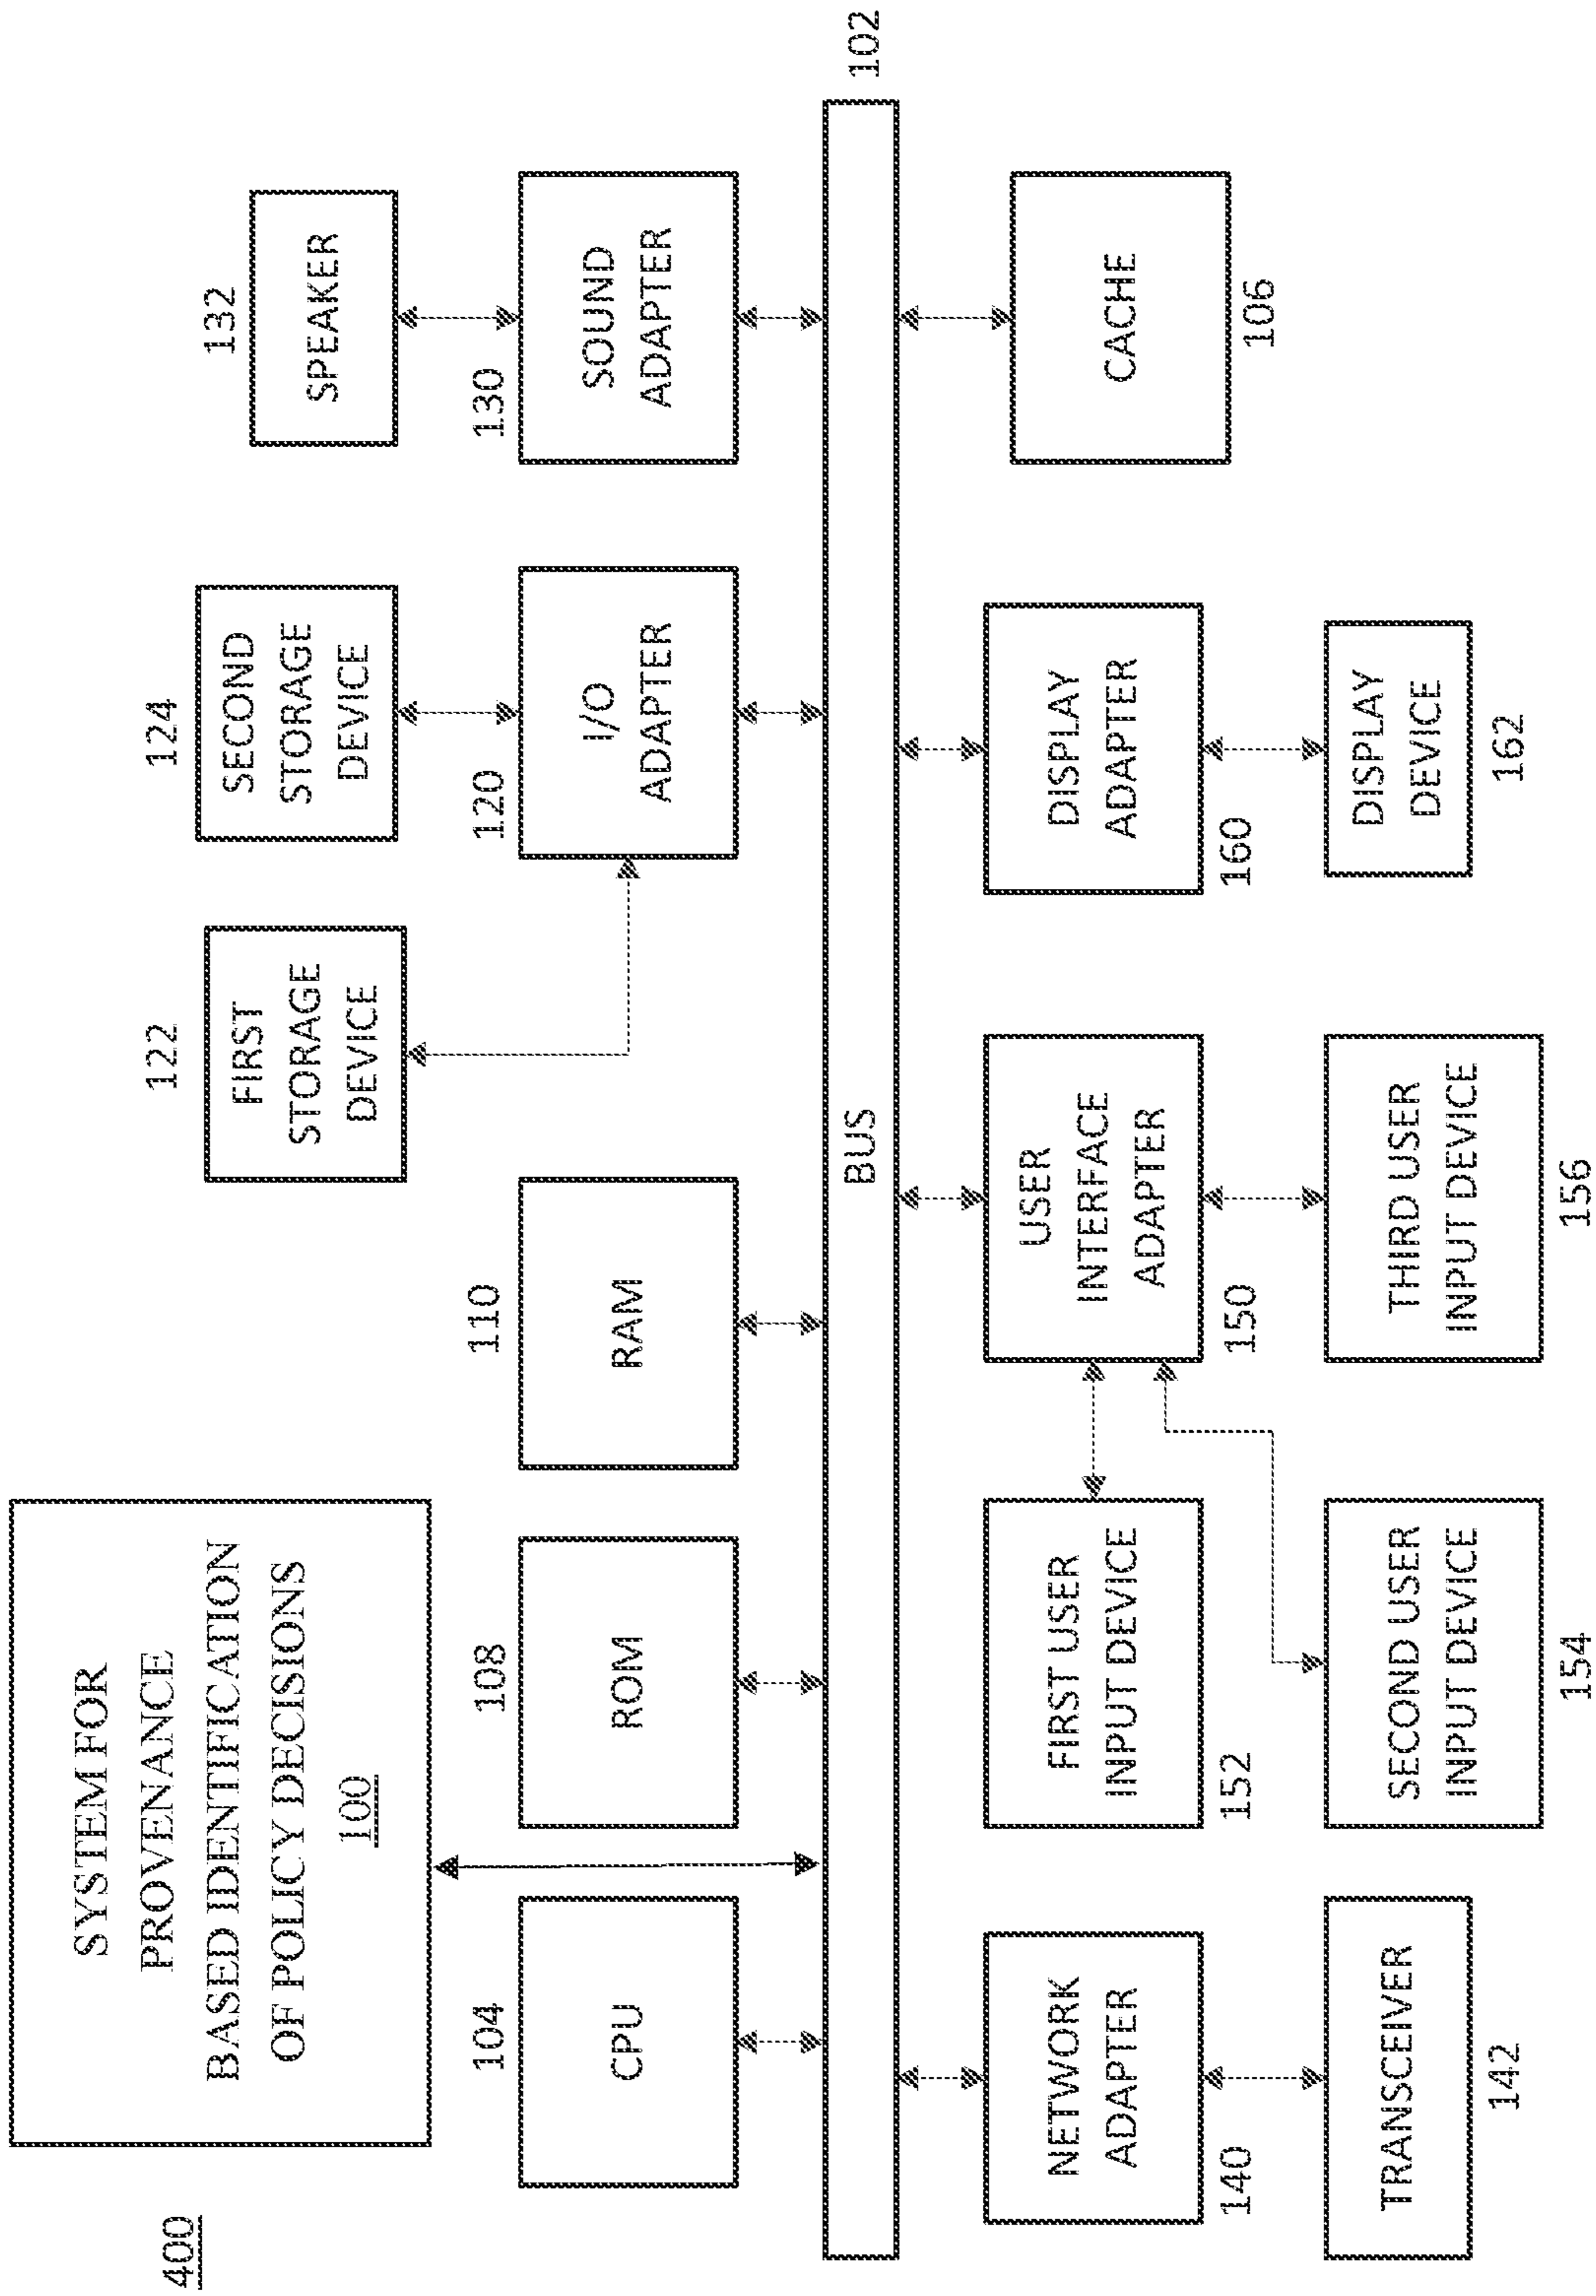 400
SYSTEM FOR
PROVENANCE
BASED IDENTIFICATION
OF POLICY DECISIONS
100
122
FIRST
STORAGE
DEVICE
124
SECOND
STORAGE
DEVICE
132
SPEAKER
104
CPU
108
ROM
110
RAM
120
I/O
ADAPTER
130
SOUND
ADAPTER
BUS
102
NETWORK
ADAPTER
140
FIRST USER
INPUT DEVICE
152
USER
INTERFACE
ADAPTER
150
DISPLAY
ADAPTER
160
CACHE
106
TRANSCEIVER
142
SECOND USER
INPUT DEVICE
154
THIRD USER
INPUT DEVICE
156
DISPLAY
DEVICE
162